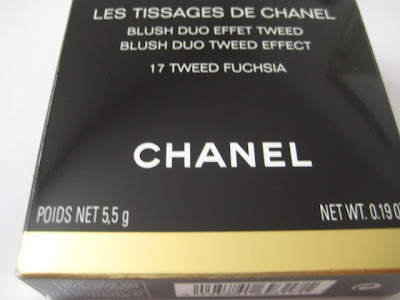 LES TISSAGES DE CHANEL
BLUSH DUO EFFET TWEED
BLUSH DUO TWEED EFFECT
17 TWEED FUCHSIA
CHANEL
POIDS NET 5,5 g NET WT. 0.19